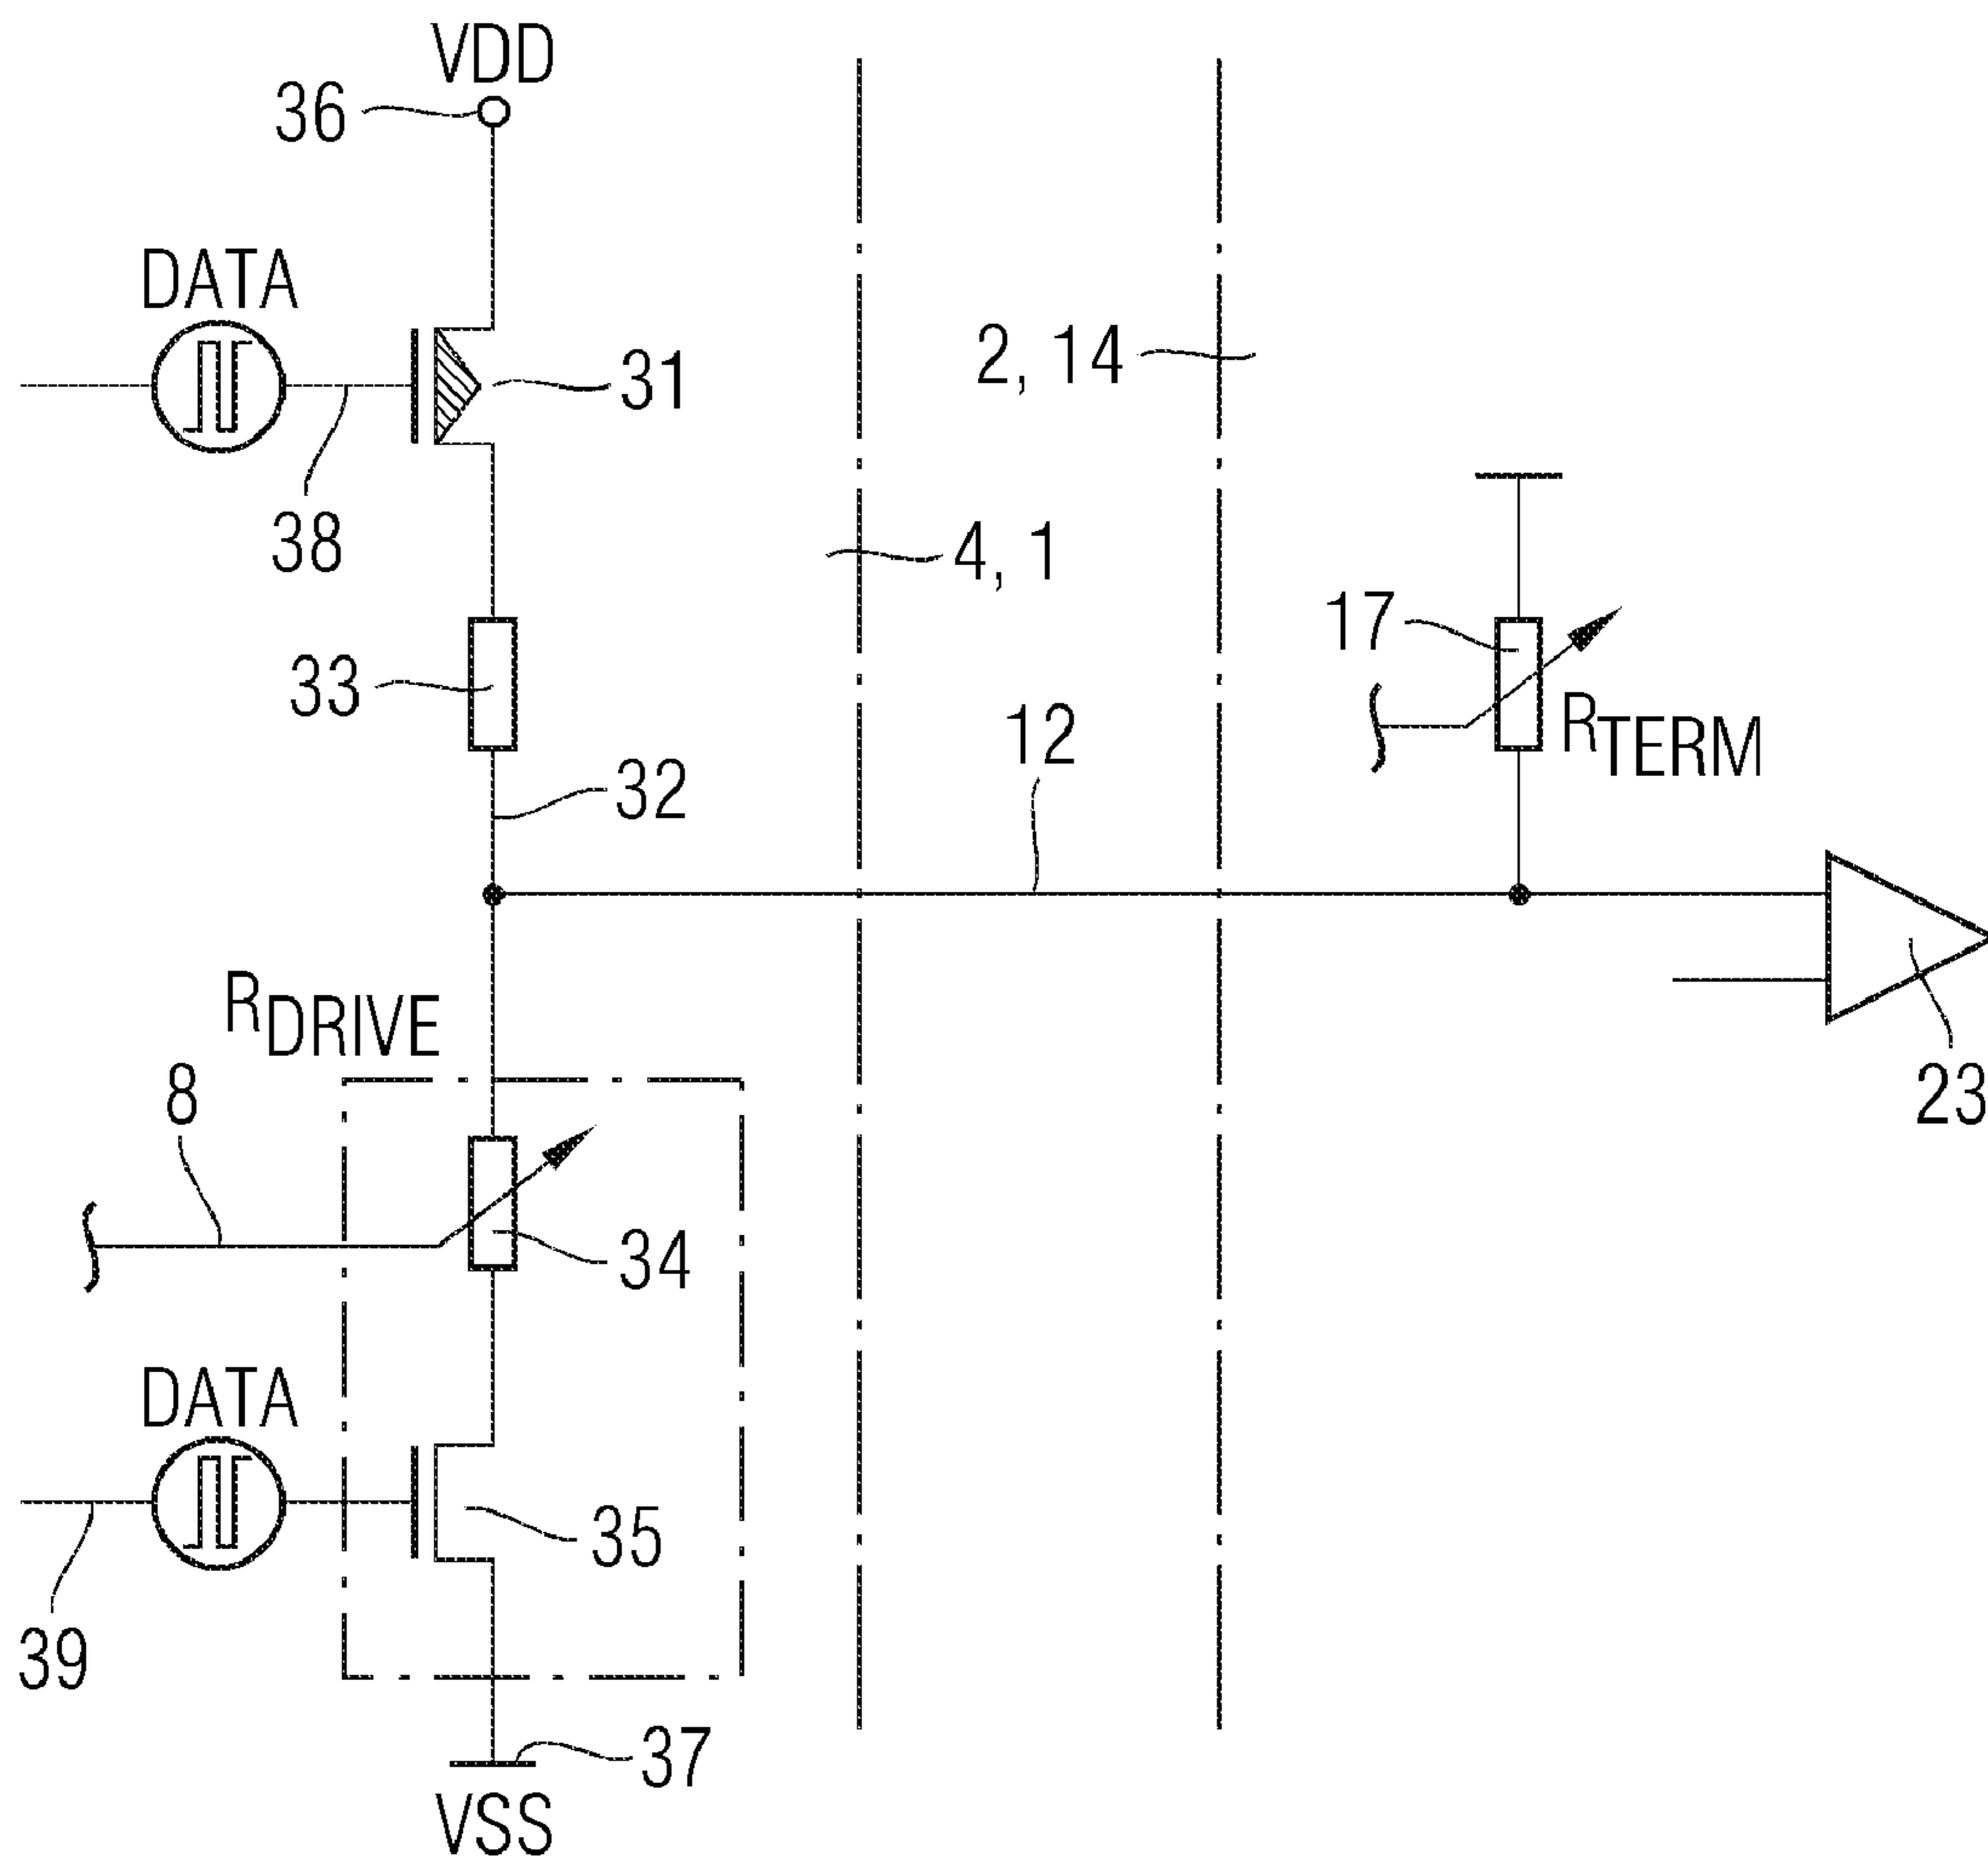 VDD
36
DATA
31
2, 14
38
4, 1
17
33
12
RTERM
32
RDRIVE
8
23
34
DATA
35
39
37
VSS